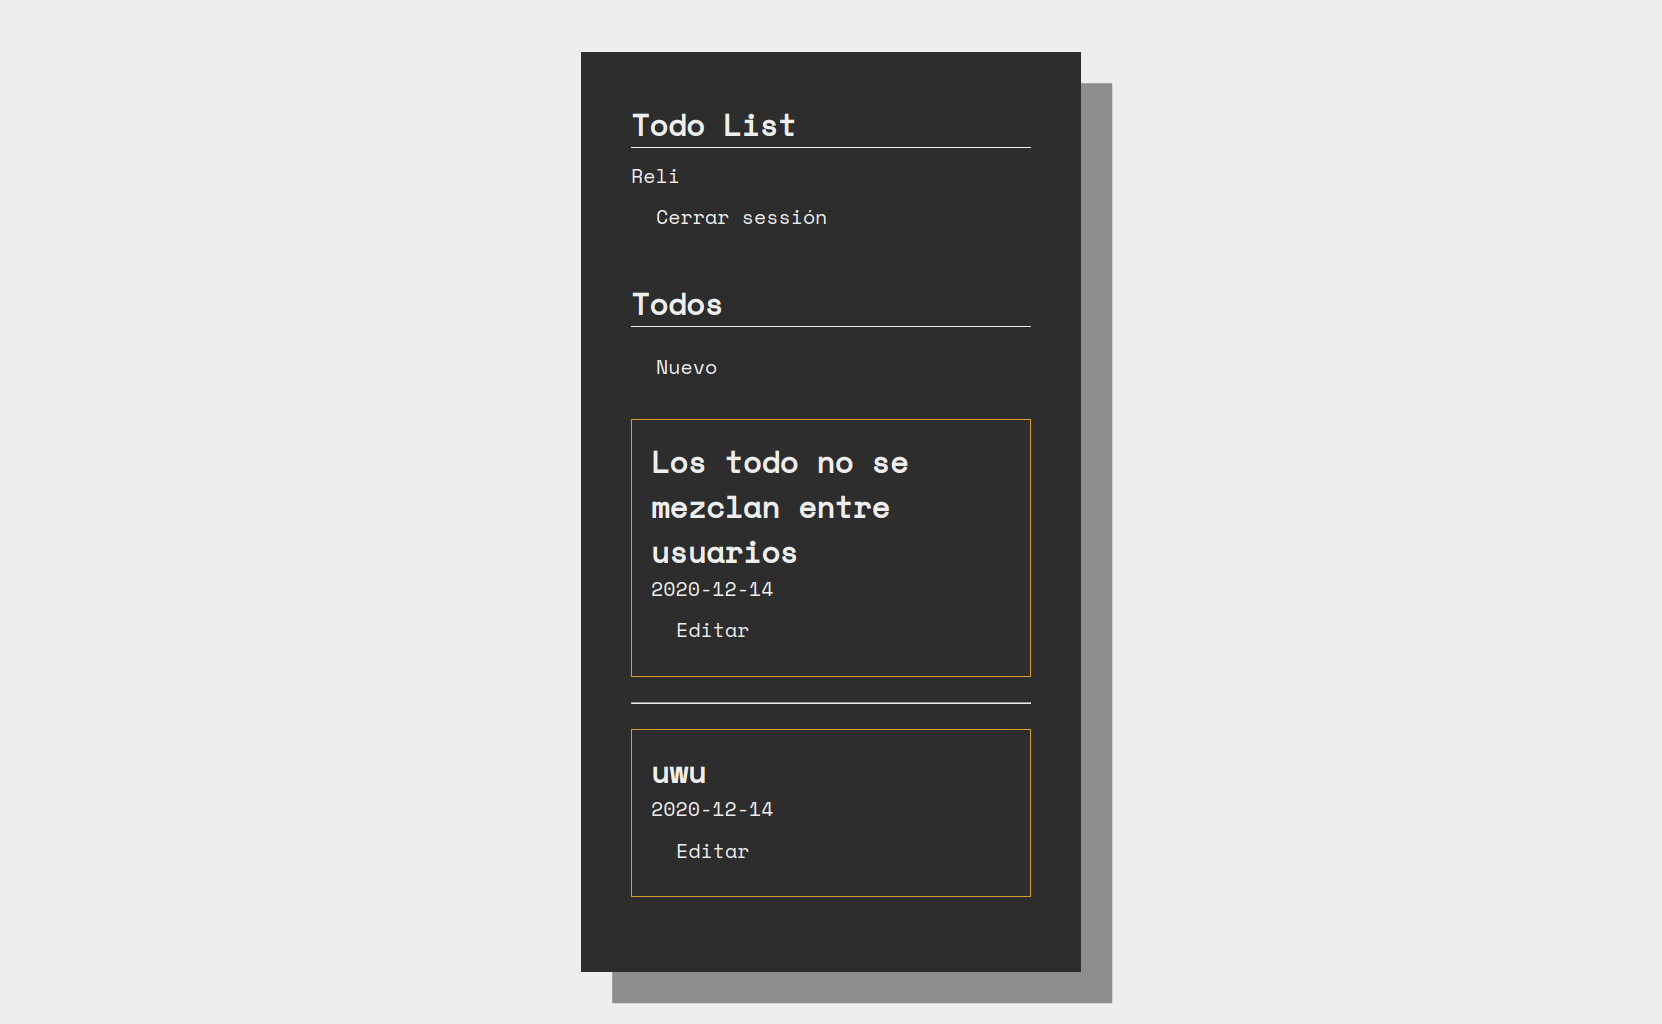 Todo List
Reli
Cerrar sessión
Todos
Nuevo
Los todo no se
mezclan entre
usuarios
2020-12-14
Editar
uwu
2020-12-14
Editar